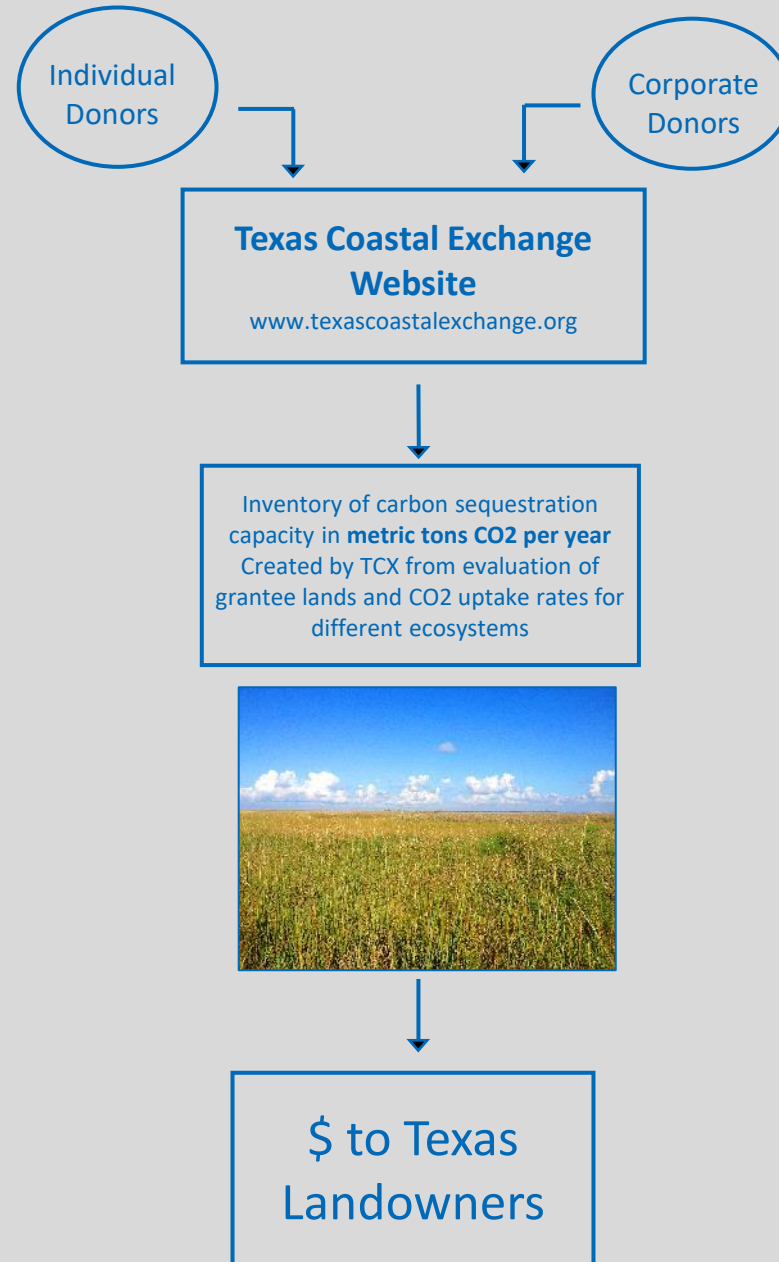 Individual
Donors
Corporate
Donors
Texas Coastal Exchange
Website
www.texascoastalexchange.org
Inventory of carbon sequestration
capacity in metric tons CO2 per year
Created by TCX from evaluation of
grantee lands and CO2 uptake rates for
different ecosystems
$ to Texas
Landowners